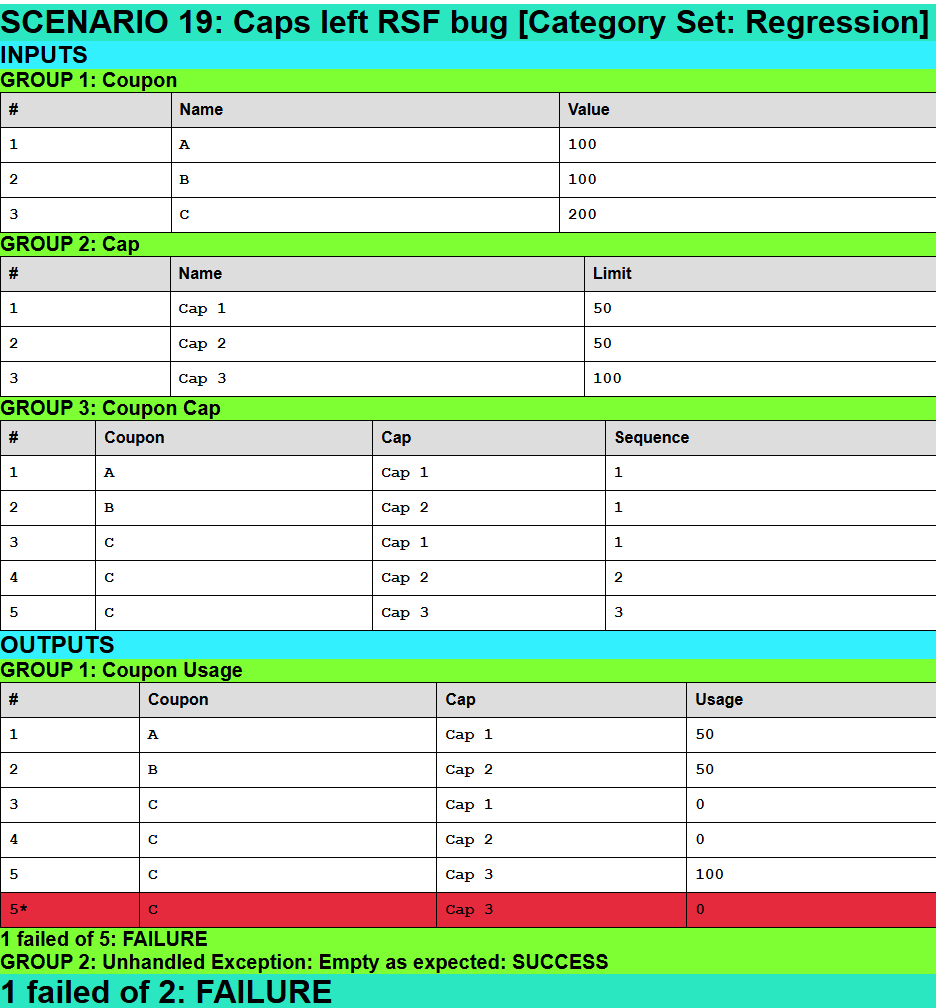 SCENARIO 19: Caps left RSF bug [Category Set: Regression]
INPUTS
GROUP 1: Coupon
# Name Value
1 A 100
2 B 100
3 C 200
GROUP 2: Cap
# Name Limit
1 Cap 1 50
2 Cap 2 50
3 Cap 3 100
GROUP 3: Coupon Cap
# Coupon Cap Sequence
1 A Cap 1 1
2 B Cap 2 1
3 C Cap 1 1
4 C Cap 2 2
5 C Cap 3 3
OUTPUTS
GROUP 1: Coupon Usage
# Coupon Cap Usage
1 A Cap 1 50
2 B Cap 2 50
3 C Cap 1 0
4 C Cap 2 0
5 C Cap 3 100
5* C Cap 3 0
1 failed of 5: FAILURE
GROUP 2: Unhandled Exception: Empty as expected: SUCCESS
1 failed of 2: FAILURE